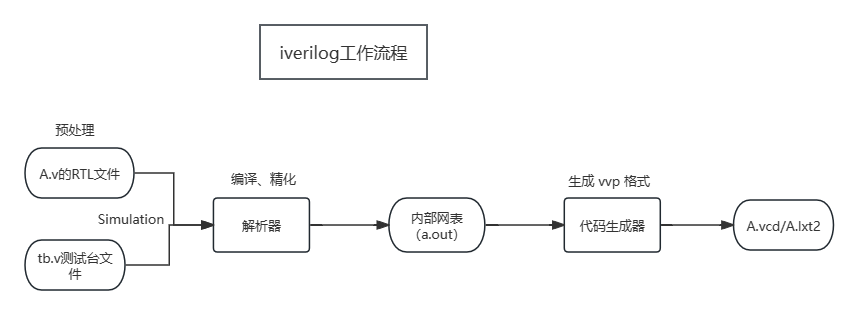 iverilog工作流程
预处理
A.v的RTL文件
Simulation
tb.v测试台文
件
编译、精化
解析器
内部网表
（a.out）
生成 vvp 格式
代码生成器
A.vcd/A.lxt2